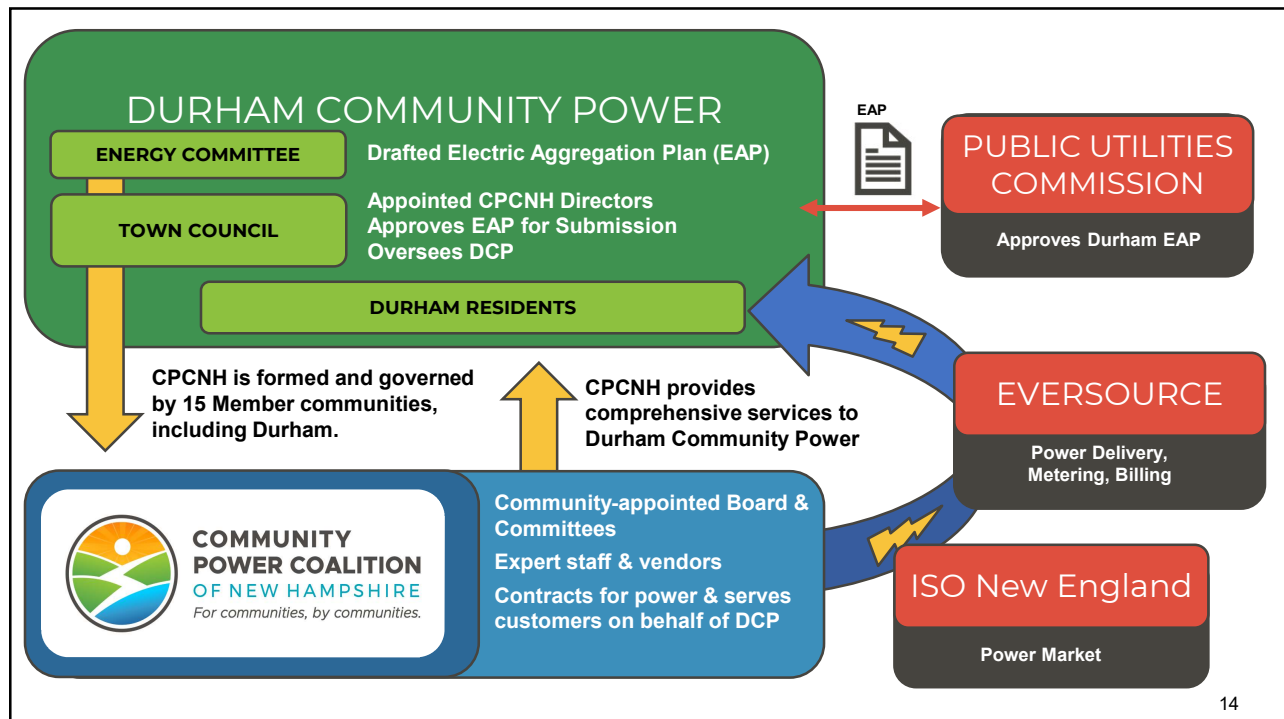 DURHAM COMMUNITY POWER
ENERGY COMMITTEE
Drafted Electric Aggregation Plan (EAP)
TOWN COUNCIL
Appointed CPCNH Directors
Approves EAP for Submission
Oversees DCP
DURHAM RESIDENTS
EAP
PUBLIC UTILITIES
COMMISSION
Approves Durham EAP
CPCNH is formed and governed
by 15 Member communities,
including Durham.
CPCNH provides
comprehensive services to
Durham Community Power
EVERSOURCE
Power Delivery,
Metering, Billing
COMMUNITY
POWER COALITION
OF NEW HAMPSHIRE
For communities, by communities.
Community-appointed Board &
Committees
Expert staff & vendors
Contracts for power & serves
customers on behalf of DCP
ISO New England
Power Market
14